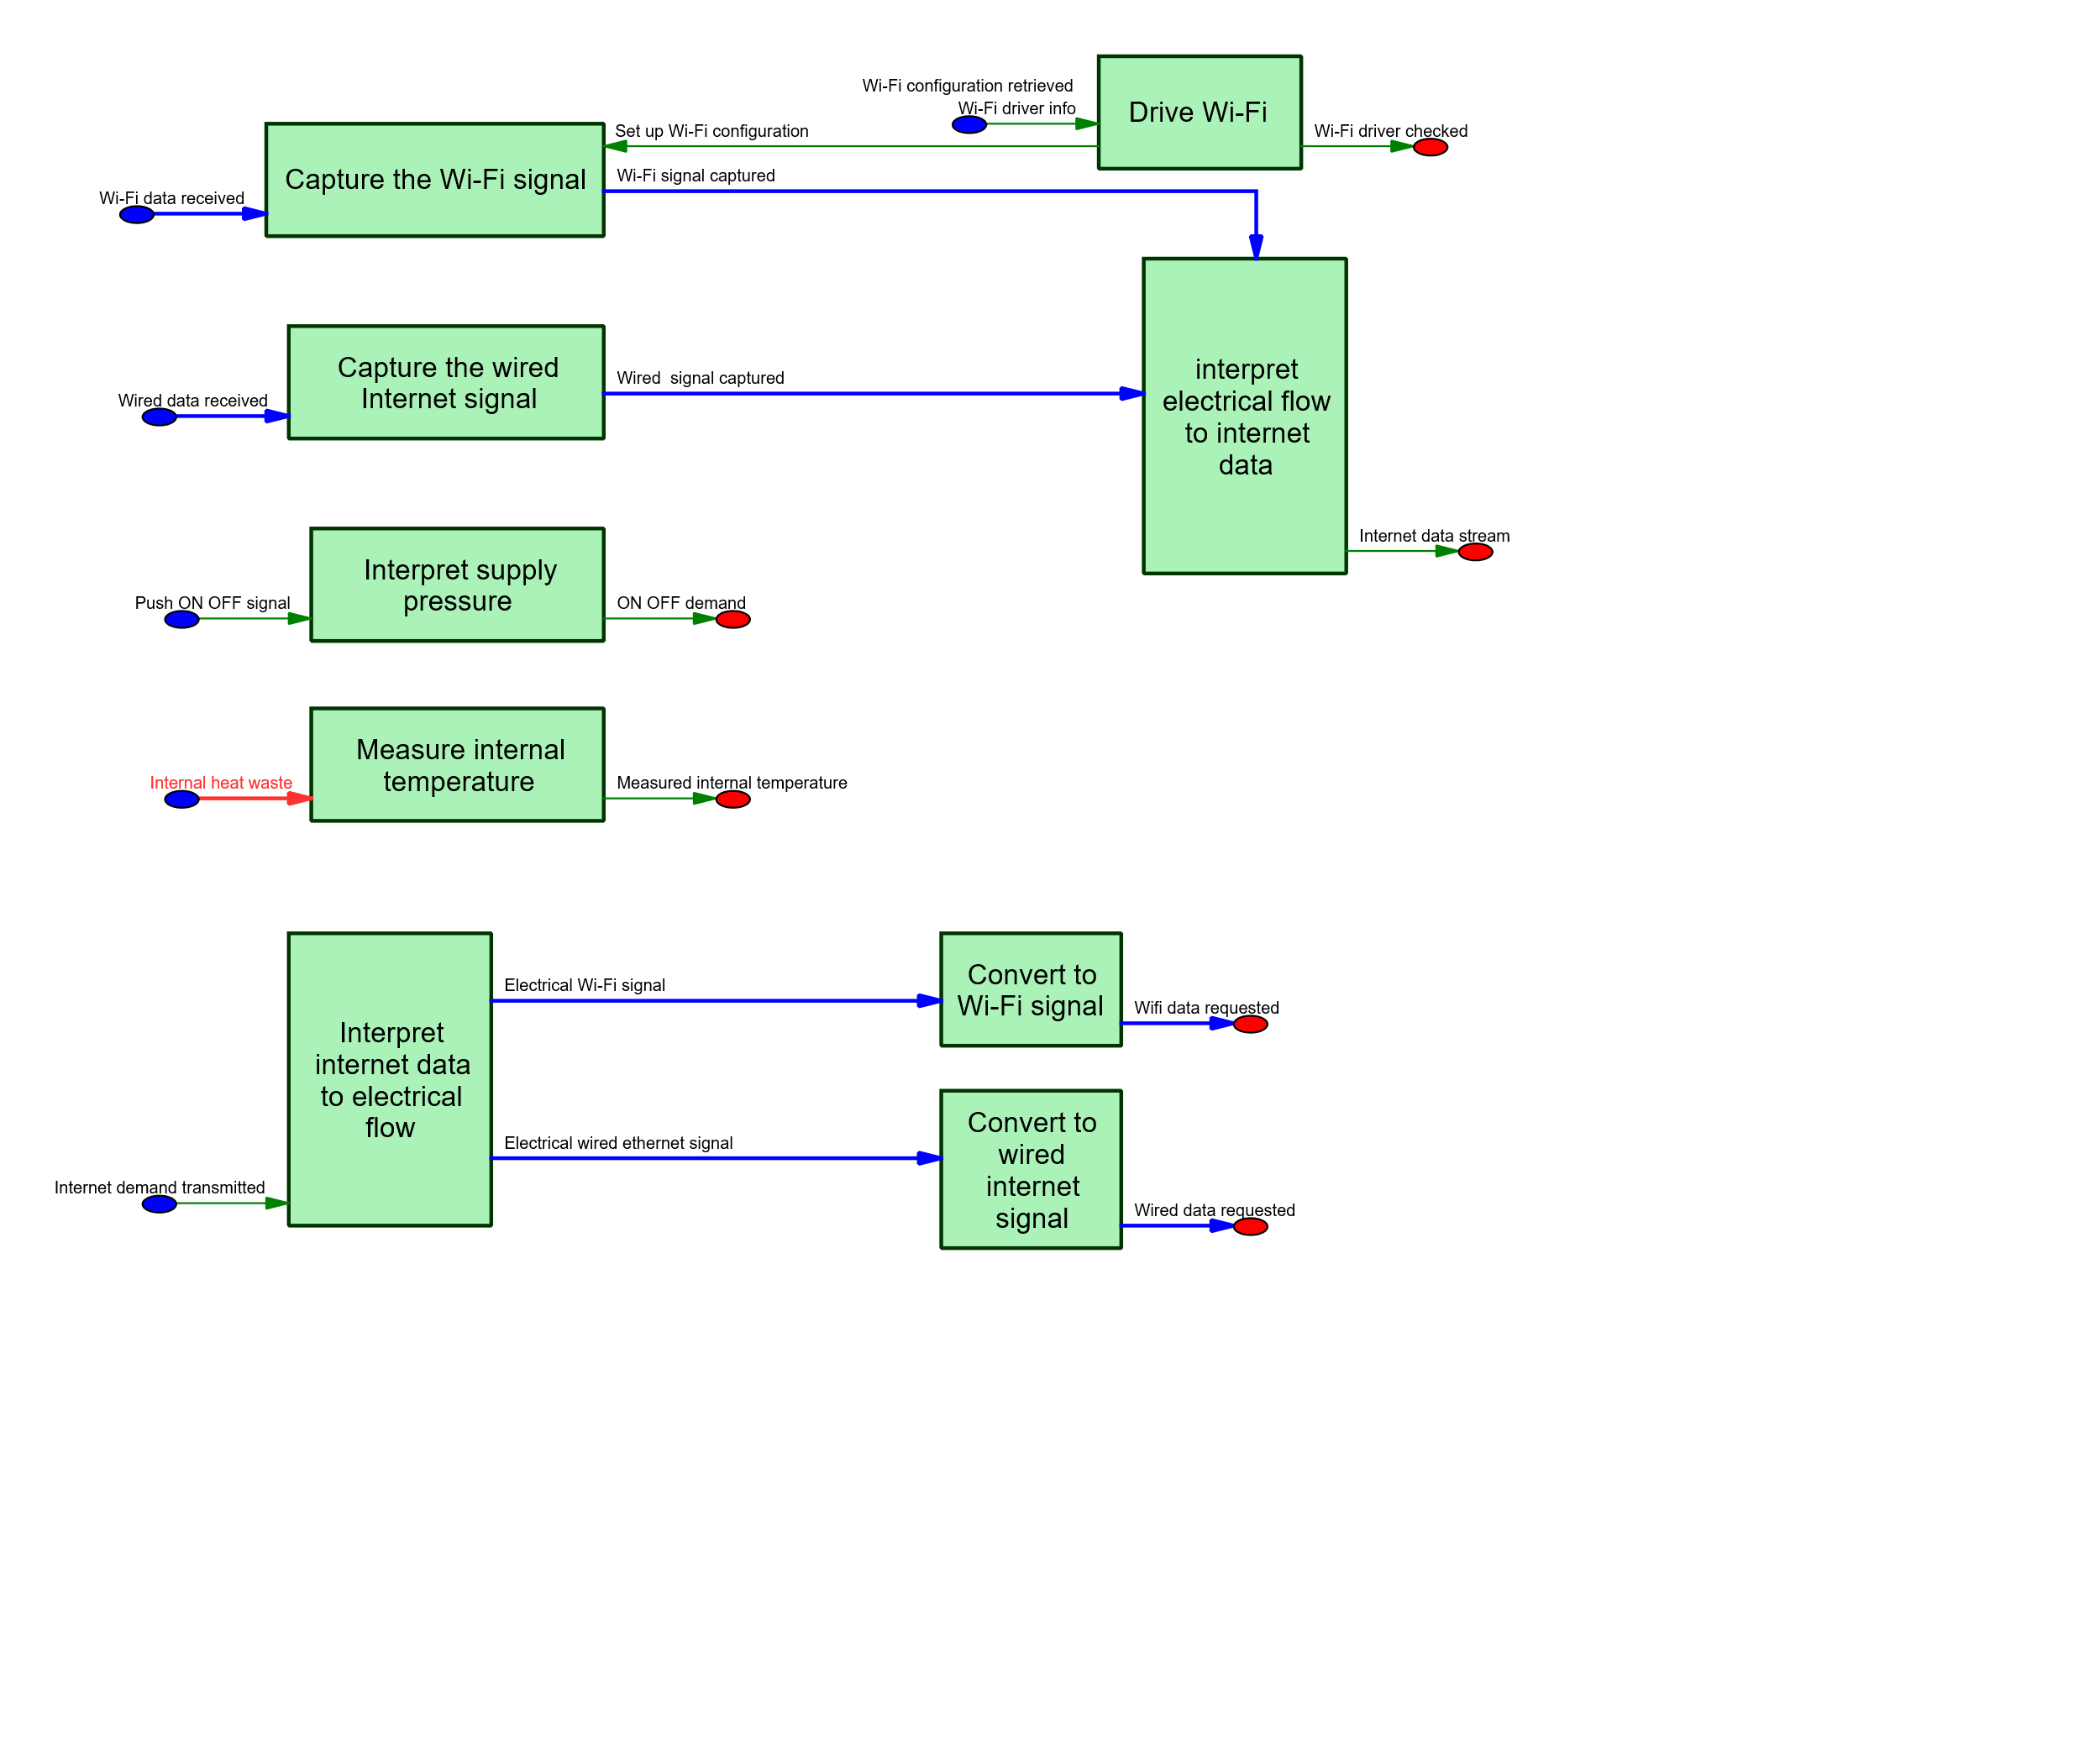 Wi-Fi configuration retrieved
Wi-Fi driver info
Drive Wi-Fi
Set up Wi-Fi configuration
Wi-Fi driver checked
Capture the Wi-Fi signal
Wi-Fi signal captured
Wi-Fi data received
Capture the wired
Internet signal
Wired  signal captured
Wired data received
interpret
electrical flow
to internet
data
Internet data stream
Interpret supply
pressure
Push ON OFF signal
ON OFF demand
Measure internal
temperature
Internal heat waste
Measured internal temperature
Interpret
internet data
to electrical
flow
Electrical Wi-Fi signal
Convert to
Wi-Fi signal
Wifi data requested
Electrical wired ethernet signal
Convert to
wired
internet
signal
Internet demand transmitted
Wired data requested